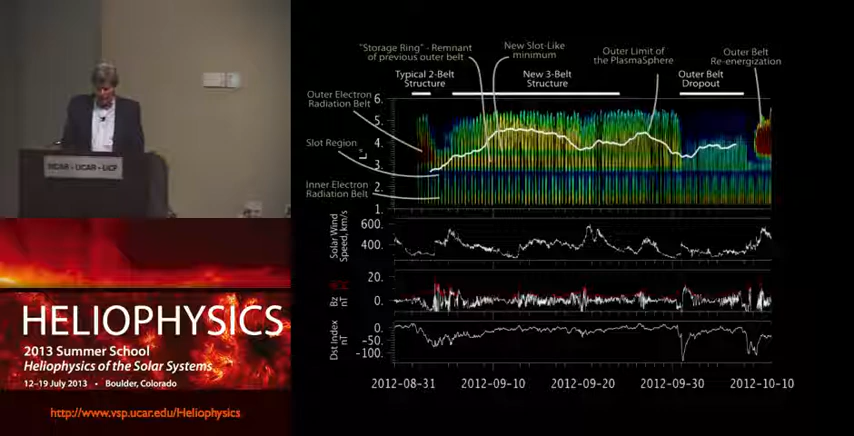 NCAR - UCAR - UCP
HELIOPHYSICS
2013 Summer School
Heliophysics of the Solar Systems
12–19 July 2013 • Boulder, Colorado
http://www.vsp.ucar.edu/Heliophysics
"Storage Ring" - Remnant
of previous outer belt
New Slot-Like
minimum
Outer Limit of
the PlasmaSphere
Outer Belt
Re-energization
Typical 2-Belt
Structure
New 3-Belt
Structure
Outer Belt
Dropout
Outer Electron
Radiation Belt
Slot Region
Inner Electron
Radiation Belt
L*
6.
5.
4.
3.
2.
1.
Solar Wind
Speed, km/s
600.
400.
Bz
nT
20.
0.
Dst Index
nT
0.
-50.
-100.
2012-08-31 2012-09-10 2012-09-20 2012-09-30 2012-10-10